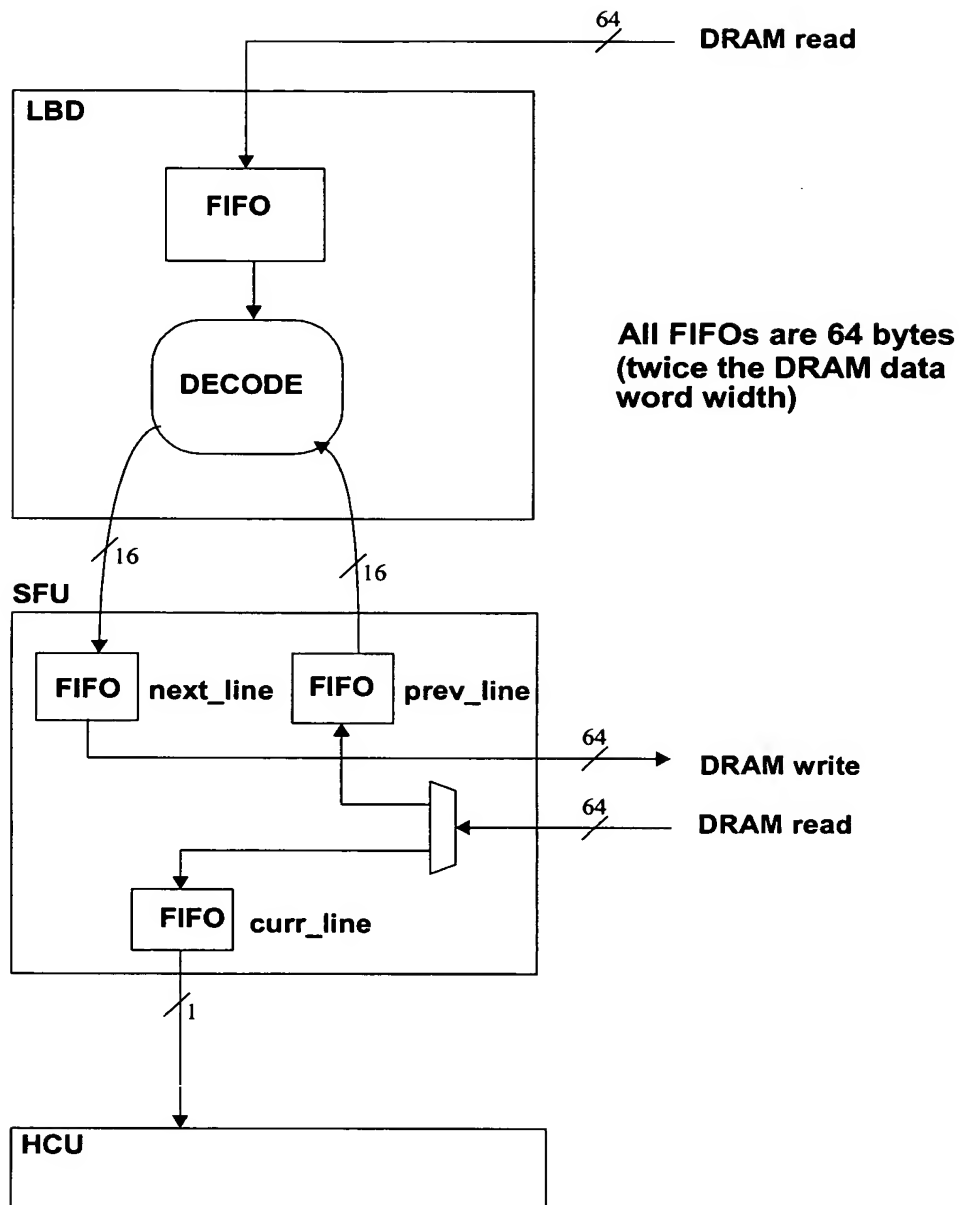 64
DRAM read
LBD
FIFO
DECODE
All FIFOs are 64 bytes
(twice the DRAM data
word width)
16
16
SFU
FIFO next_line
FIFO prev_line
64
DRAM write
64
DRAM read
FIFO curr_line
1
HCU